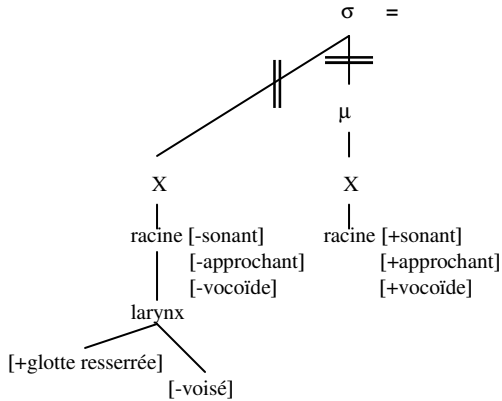 σ =
μ
X X
racine [-sonant] racine [+sonant]
[-approchant] [+approchant]
[-vocoïde] [+vocoïde]
larynx
[+glotte resserrée]
[-voisé]